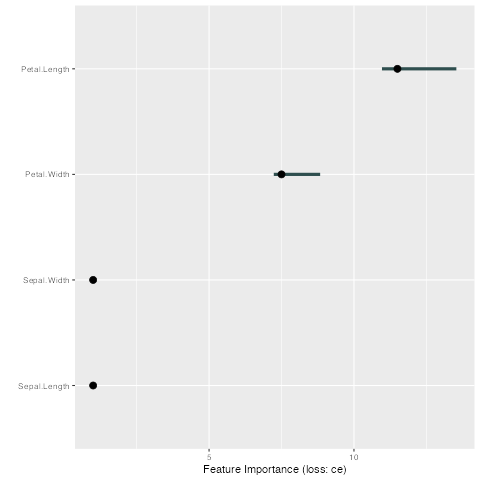 Petal.Length
Petal.Width
Sepal.Width
Sepal.Length
5
10
Feature Importance (loss: ce)